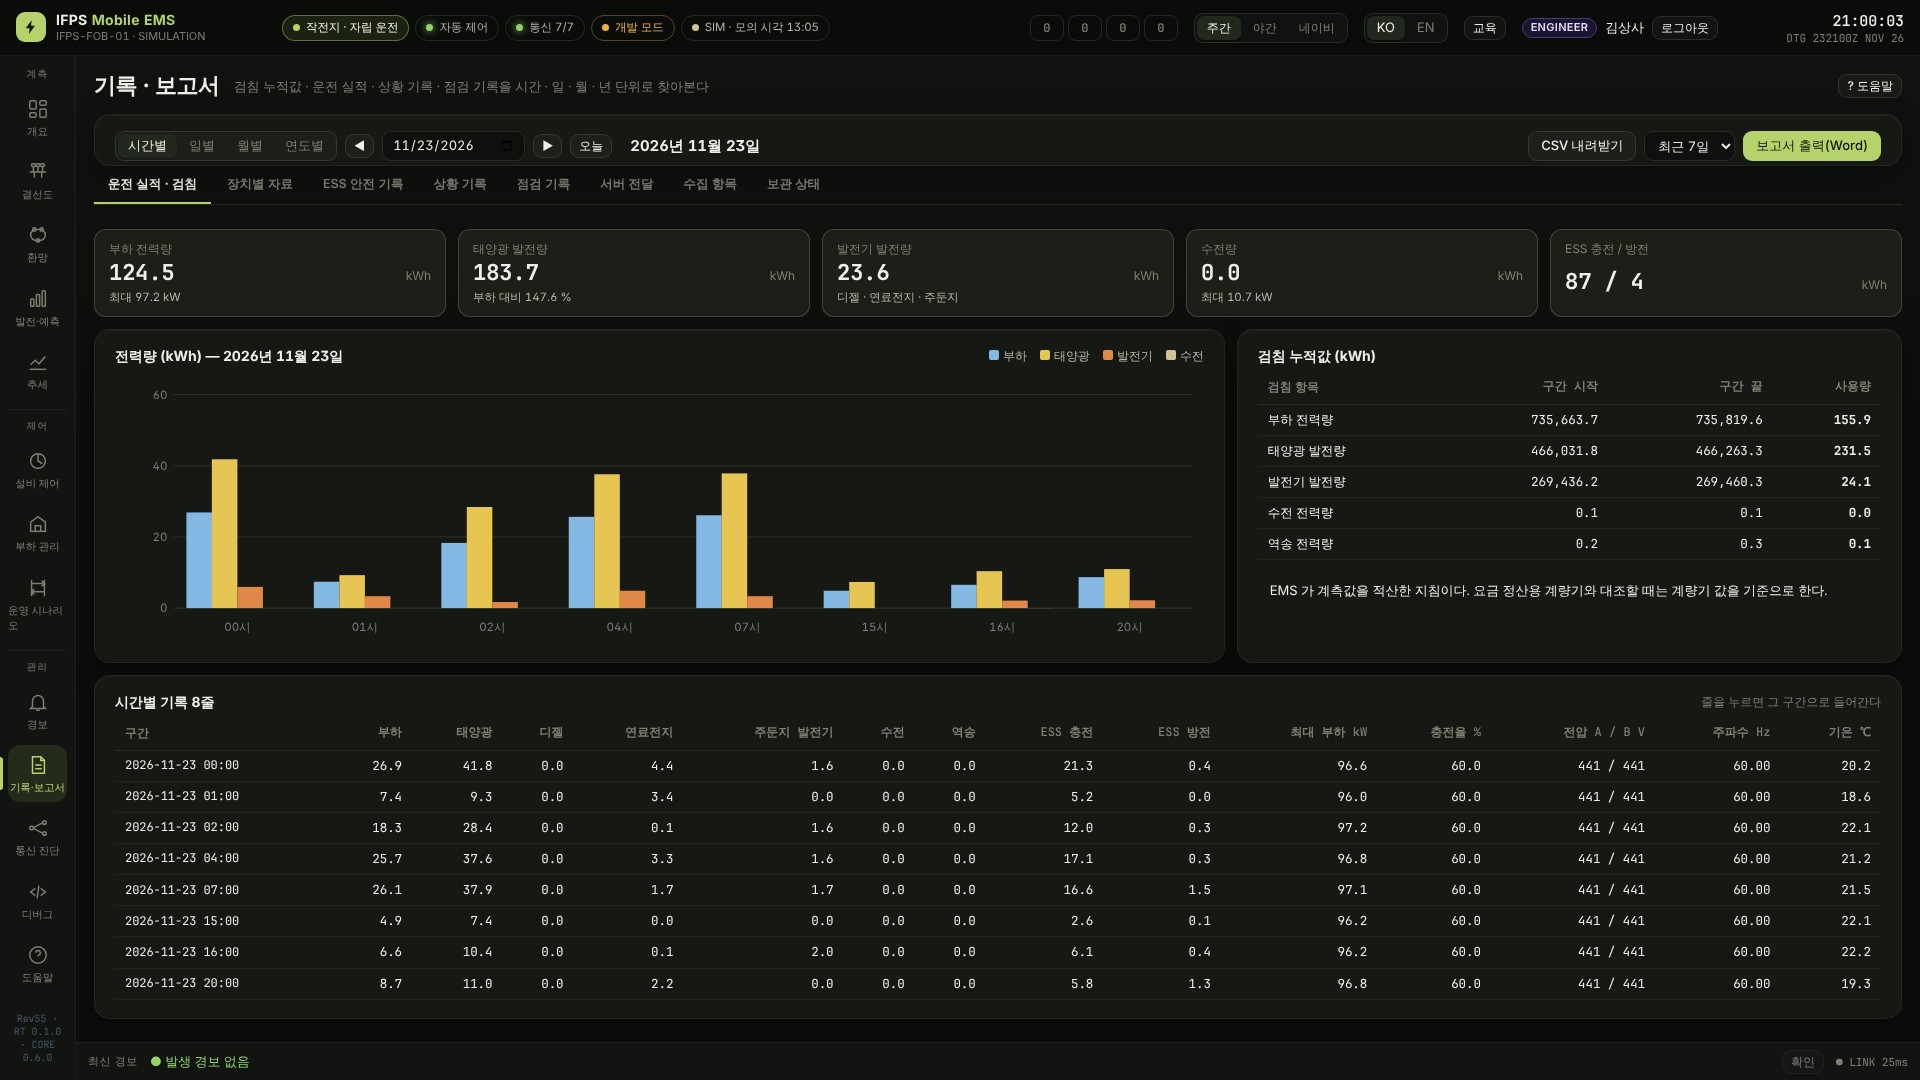 IFPS Mobile EMS
IFPS-FOB-01 · SIMULATION
작전지 · 자립 운전
자동 제어
통신 7/7
개발 모드
SIM · 모의 시각 13:05
0 0 0 0
주간 야간 네이비
KO EN
교육
ENGINEER 김상사 로그아웃
21:00:03
DTG 232100Z NOV 26
계측
개요
결선도
환망
발전·예측
추세
제어
설비 제어
부하 관리
운영 시나리오
관리
경보
기록·보고서
통신 진단
디버그
도움말
RevSS ·
RT 0.1.0
· CORE
0.6.0
기록 · 보고서
검침 누적값 · 운전 실적 · 상황 기록 · 점검 기록을 시간 · 일 · 월 · 년 단위로 찾아본다
? 도움말
시간별 일별 월별 연도별
◀ 11/23/2026 ▶ 오늘 2026년 11월 23일
CSV 내려받기 최근 7일 보고서 출력(Word)
운전 실적 · 검침 장치별 자료 ESS 안전 기록 상황 기록 점검 기록 서버 전달 수집 항목 보관 상태
부하 전력량
124.5 kWh
최대 97.2 kW
태양광 발전량
183.7 kWh
부하 대비 147.6 %
발전기 발전량
23.6 kWh
디젤 · 연료전지 · 주둔지
수전량
0.0 kWh
최대 10.7 kW
ESS 충전 / 방전
87 / 4 kWh
전력량 (kWh) — 2026년 11월 23일
부하 태양광 발전기 수전
60
40
20
0
00시 01시 02시 04시 07시 15시 16시 20시
검침 누적값 (kWh)
검침 항목 구간 시작 구간 끝 사용량
부하 전력량 735,663.7 735,819.6 155.9
태양광 발전량 466,031.8 466,263.3 231.5
발전기 발전량 269,436.2 269,460.3 24.1
수전 전력량 0.1 0.1 0.0
역송 전력량 0.2 0.3 0.1
EMS 가 계측값을 적산한 지침이다. 요금 정산용 계량기와 대조할 때는 계량기 값을 기준으로 한다.
시간별 기록 8줄
줄을 누르면 그 구간으로 들어간다
구간 부하 태양광 디젤 연료전지 주둔지 발전기 수전 역송 ESS 충전 ESS 방전 최대 부하 kW 충전율 % 전압 A / B V 주파수 Hz 기온 ℃
2026-11-23 00:00 26.9 41.8 0.0 4.4 1.6 0.0 0.0 21.3 0.4 96.6 60.0 441 / 441 60.00 20.2
2026-11-23 01:00 7.4 9.3 0.0 3.4 0.0 0.0 0.0 5.2 0.0 96.0 60.0 441 / 441 60.00 18.6
2026-11-23 02:00 18.3 28.4 0.0 0.1 1.6 0.0 0.0 12.0 0.3 97.2 60.0 441 / 441 60.00 22.1
2026-11-23 04:00 25.7 37.6 0.0 3.3 1.6 0.0 0.0 17.1 0.3 96.8 60.0 441 / 441 60.00 21.2
2026-11-23 07:00 26.1 37.9 0.0 1.7 1.7 0.0 0.0 16.6 1.5 97.1 60.0 441 / 441 60.00 21.5
2026-11-23 15:00 4.9 7.4 0.0 0.0 0.0 0.0 0.0 2.6 0.1 96.2 60.0 441 / 441 60.00 22.1
2026-11-23 16:00 6.6 10.4 0.0 0.1 2.0 0.0 0.0 6.1 0.4 96.2 60.0 441 / 441 60.00 22.2
2026-11-23 20:00 8.7 11.0 0.0 2.2 0.0 0.0 0.0 5.8 1.3 96.8 60.0 441 / 441 60.00 19.3
최신 경보 발생 경보 없음
확인 LINK 25ms